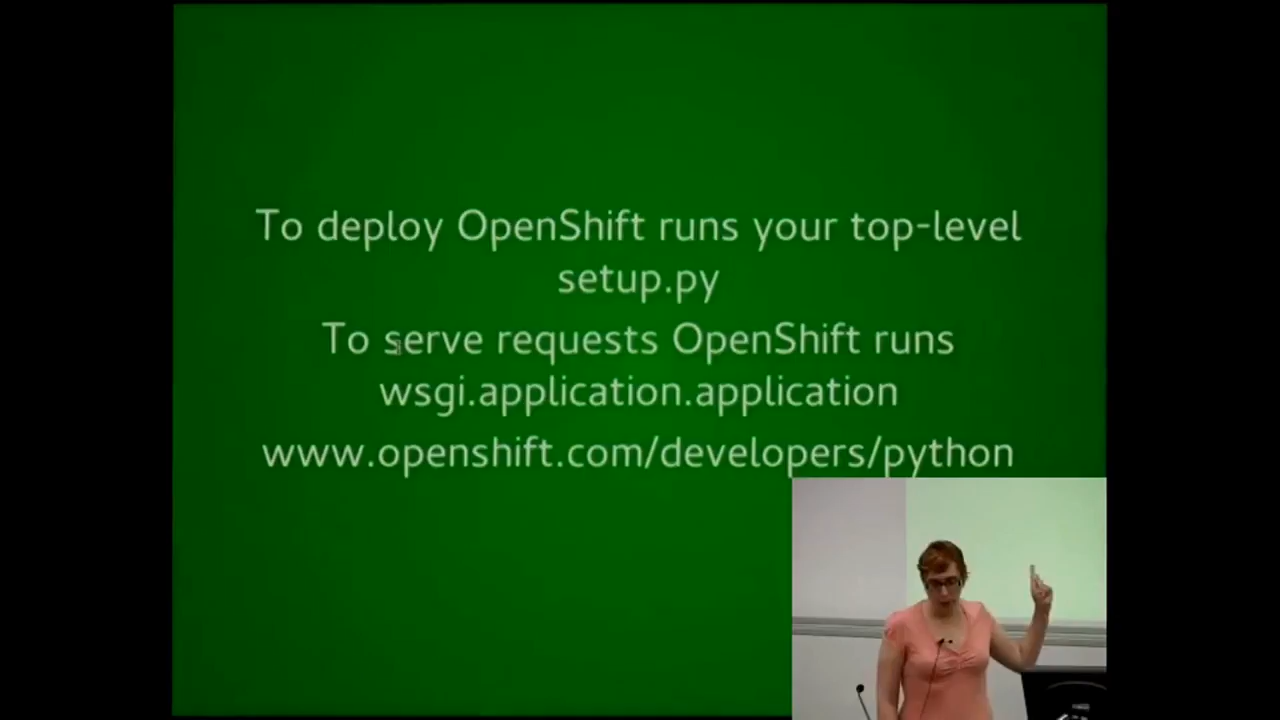 To deploy OpenShift runs your top-level
setup.py
To serve requests OpenShift runs
wsgi.application.application
www.openshift.com/developers/python